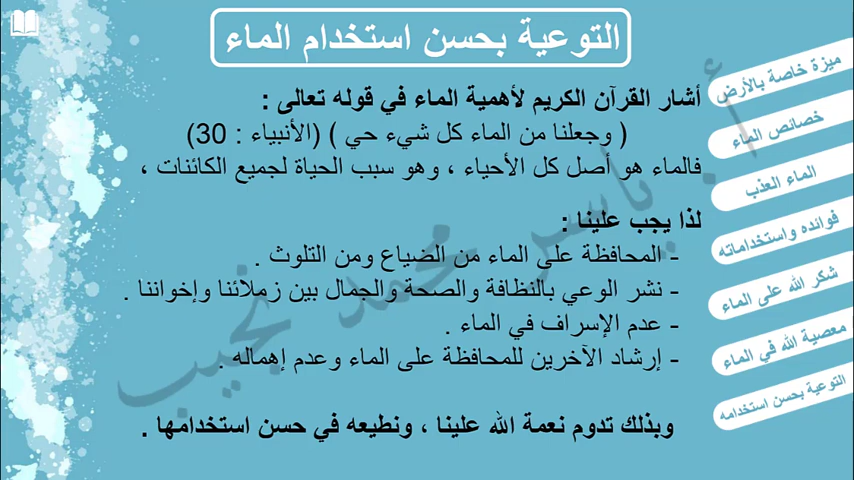 التوعية بحسن استخدام الماء
أشار القرآن الكريم لأهمية الماء في قوله تعالى :
( وجعلنا من الماء كل شيء حي ) (الأنبياء : 30)
فالماء هو أصل كل الأحياء ، وهو سبب الحياة لجميع الكائنات ،
لذا يجب علينا :
- المحافظة على الماء من الضياع ومن التلوث .
- نشر الوعي بالنظافة والصحة والجمال بين زملائنا وإخواننا .
- عدم الإسراف في الماء .
- إرشاد الآخرين للمحافظة على الماء وعدم إهماله .
وبذلك تدوم نعمة الله علينا ، ونطيعه في حسن استخدامها .
ميزة خاصة بالأرض
خصائص الماء
الماء العذب
فوائده واستخداماته
شكر الله على الماء
معصية الله في الماء
التوعية بحسن استخدامه
أ. ياسر محمد نجيب